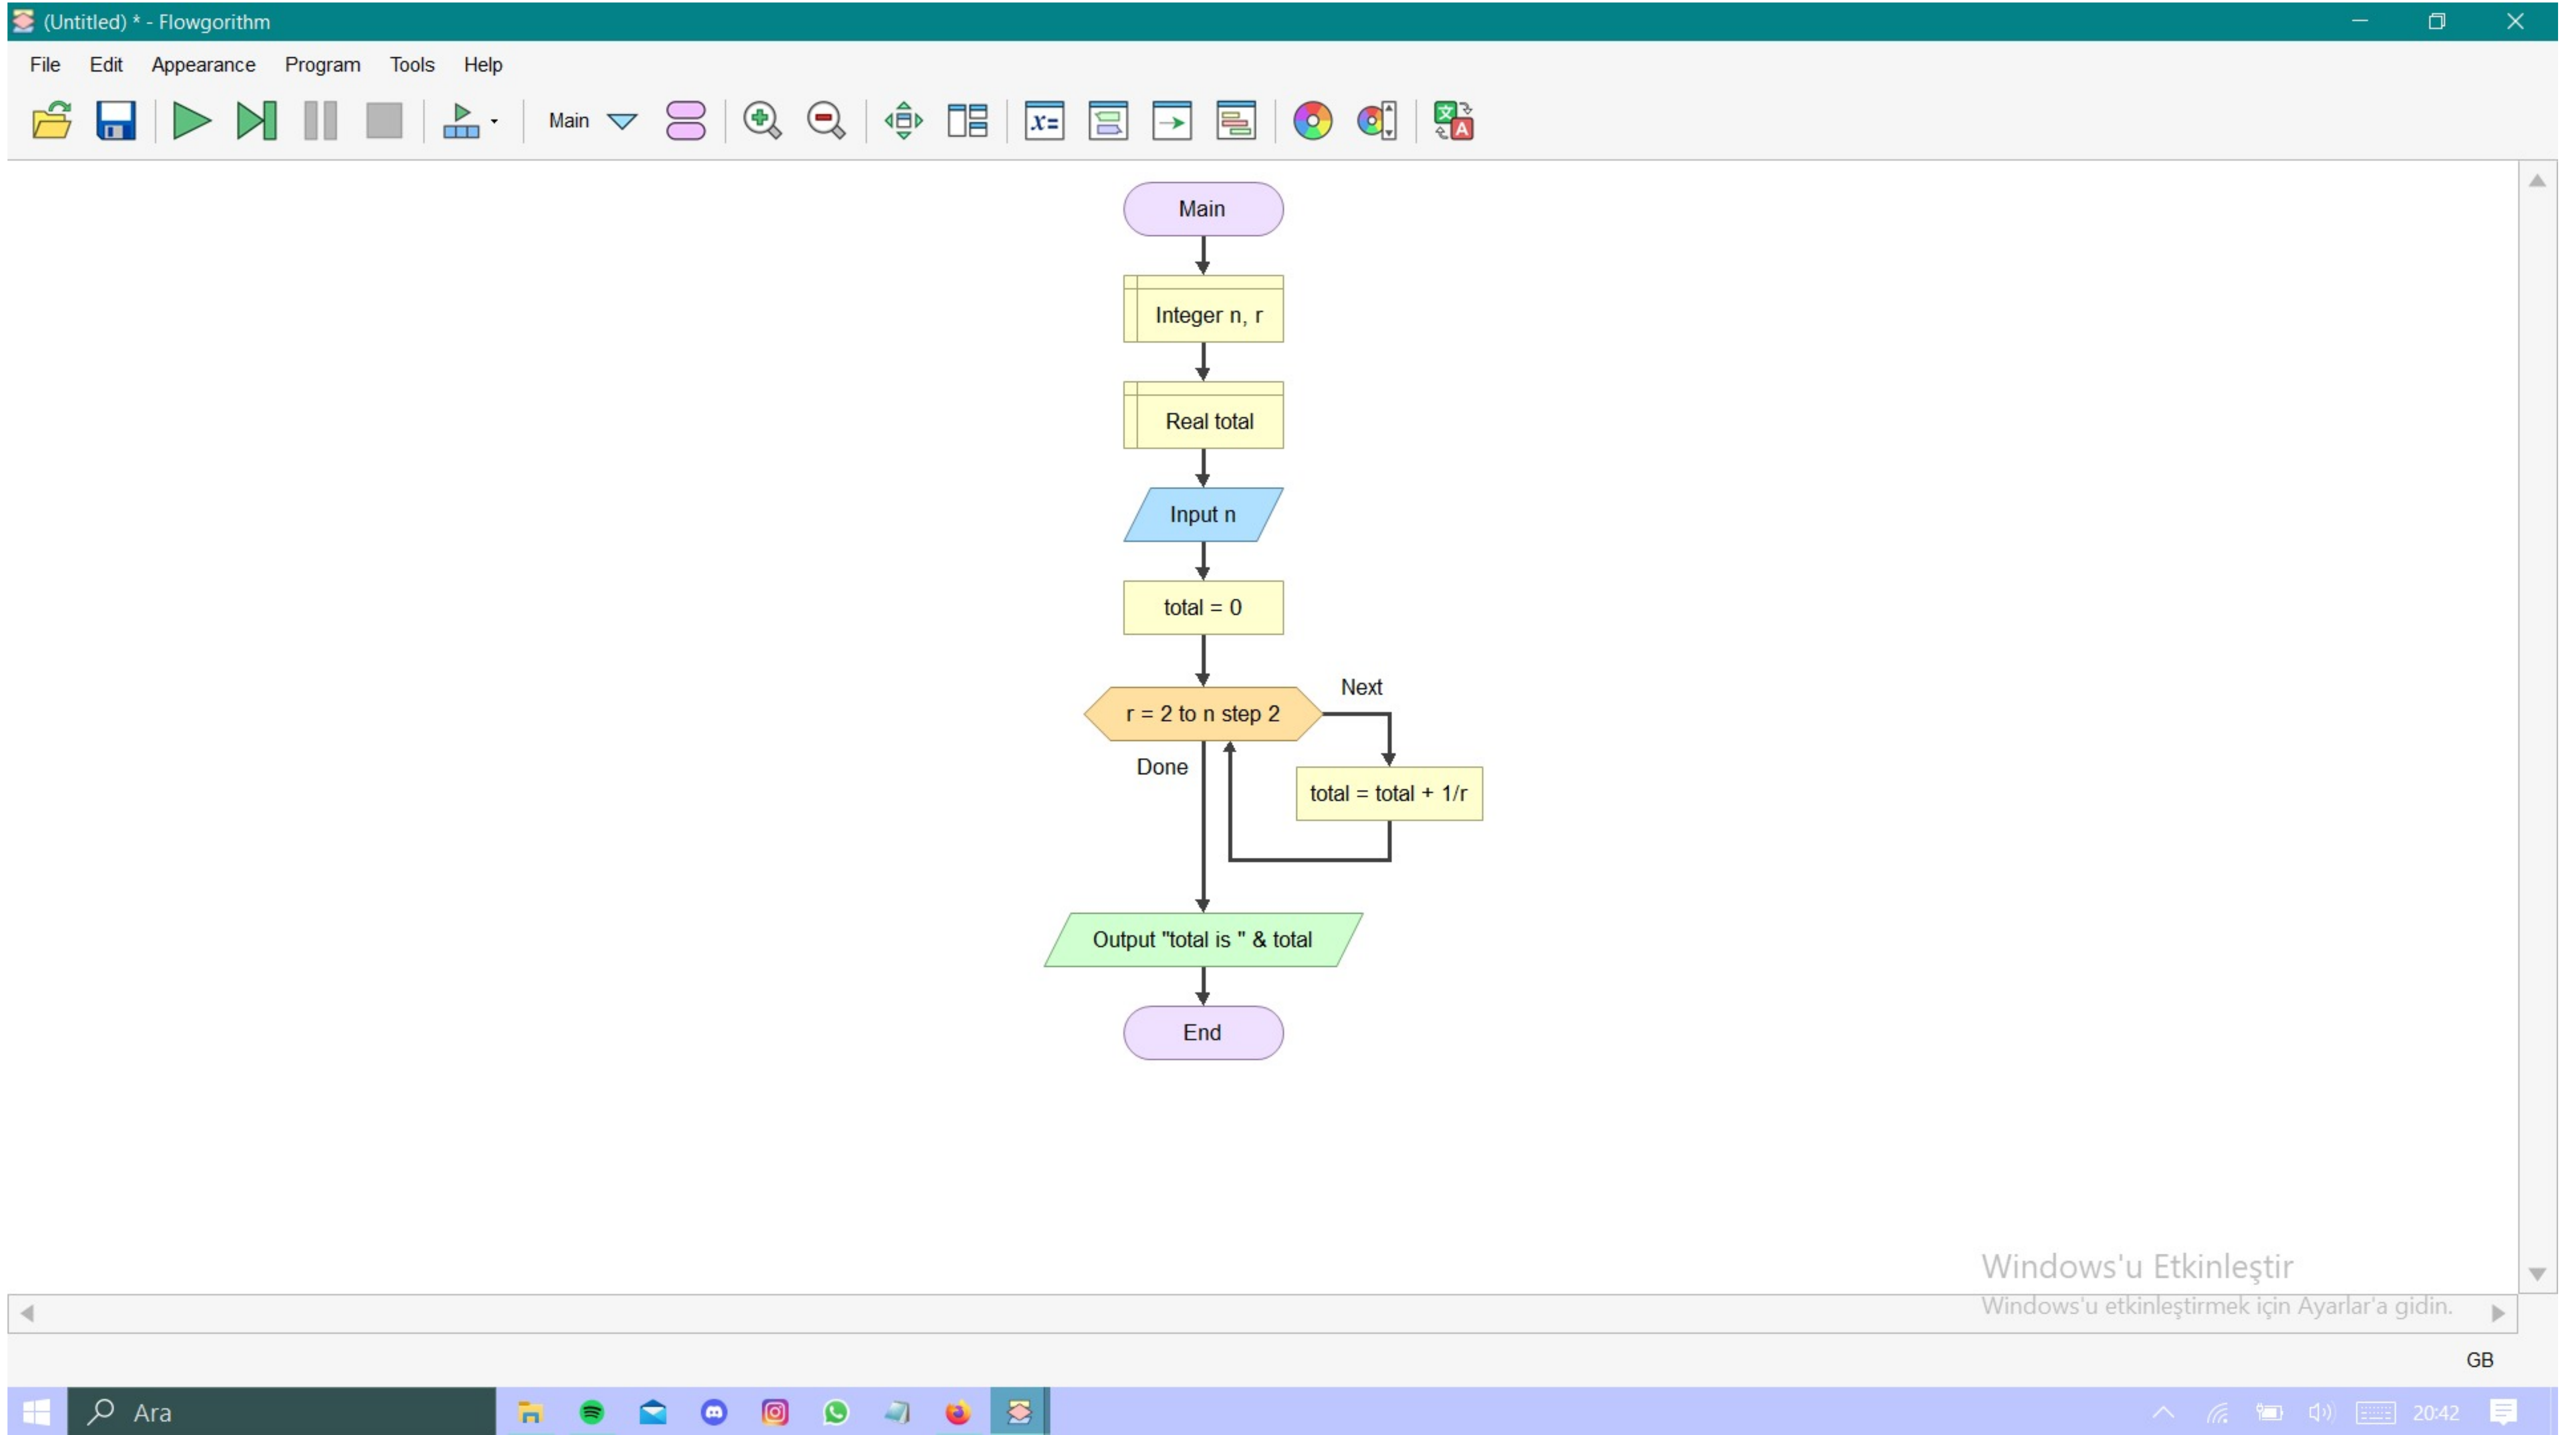 (Untitled) * - Flowgorithm
File Edit Appearance Program Tools Help
Main
x=
文
A
Main
Integer n, r
Real total
Input n
total = 0
Next
r = 2 to n step 2
Done
total = total + 1/r
Output "total is " & total
End
Windows'u Etkinleştir
Windows'u etkinleştirmek için Ayarlar'a gidin.
GB
Ara
20:42